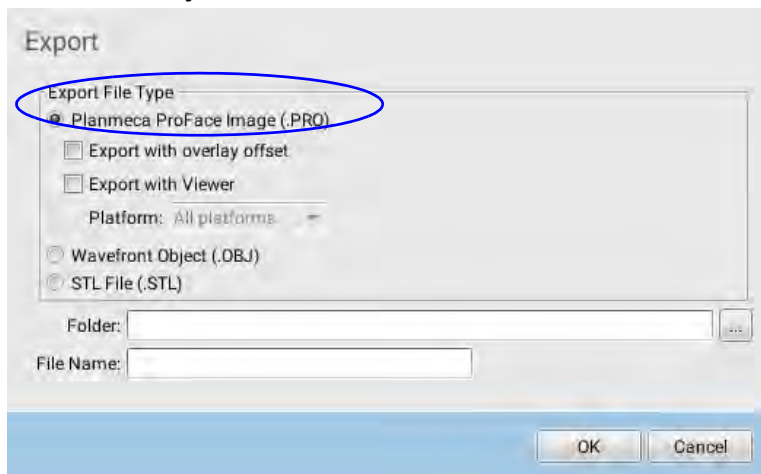 Export
Export File Type
Planmeca ProFace Image (.PRO)
Export with overlay offset
Export with Viewer
Platform: All platforms
Wavefront Object (.OBJ)
STL File (.STL)
Folder:
...
File Name:
OK Cancel